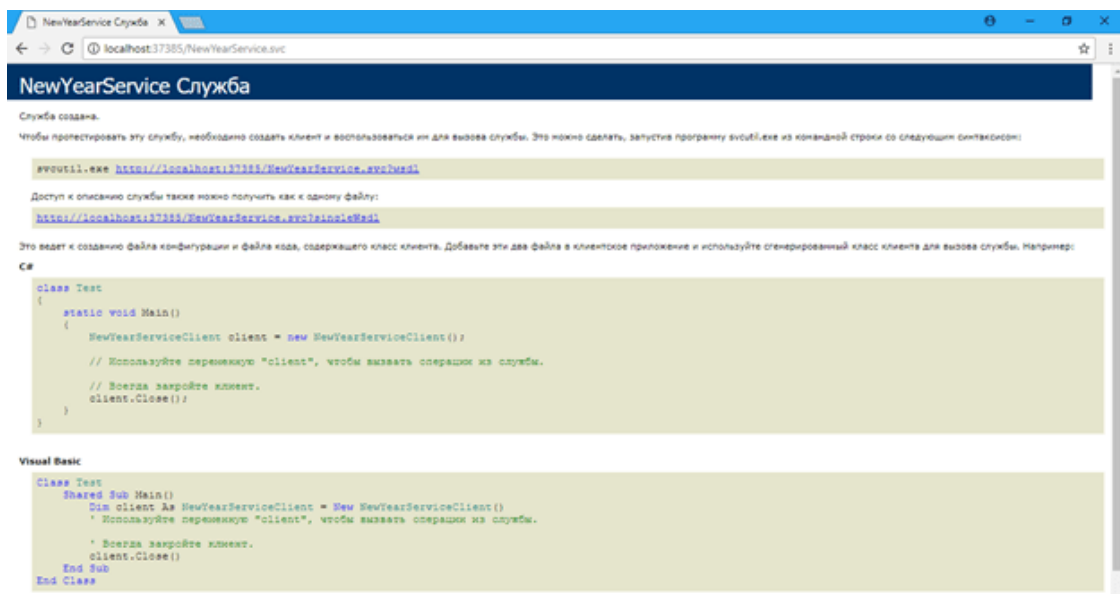 NewYearService Служба
localhost:37385/NewYearService.svc
NewYearService Служба
Служба создана.
Чтобы протестировать эту службу, необходимо создать клиент и воспользоваться им для вызова службы. Это можно сделать, запустив программу svcutil.exe из командной строки со следующим синтаксисом:
svcutil.exe http://localhost:37385/NewYearService.svc?wsdl
Доступ к описанию службы также можно получить как к одному файлу:
http://localhost:37385/NewYearService.svc?singleWsdl
Это ведет к созданию файла конфигурации и файла кода, содержащего класс клиента. Добавьте эти два файла в клиентское приложение и используйте сгенерированный класс клиента для вызова службы. Например:
C#
class Test
{
static void Main()
{
NewYearServiceClient client = new NewYearServiceClient();
// Используйте переменную "client", чтобы вызвать операции из службы.
// Всегда закройте клиент.
client.Close();
}
}
Visual Basic
Class Test
Shared Sub Main()
Dim client As NewYearServiceClient = New NewYearServiceClient()
' Используйте переменную "client", чтобы вызвать операции из службы.
' Всегда закройте клиент.
client.Close()
End Sub
End Class